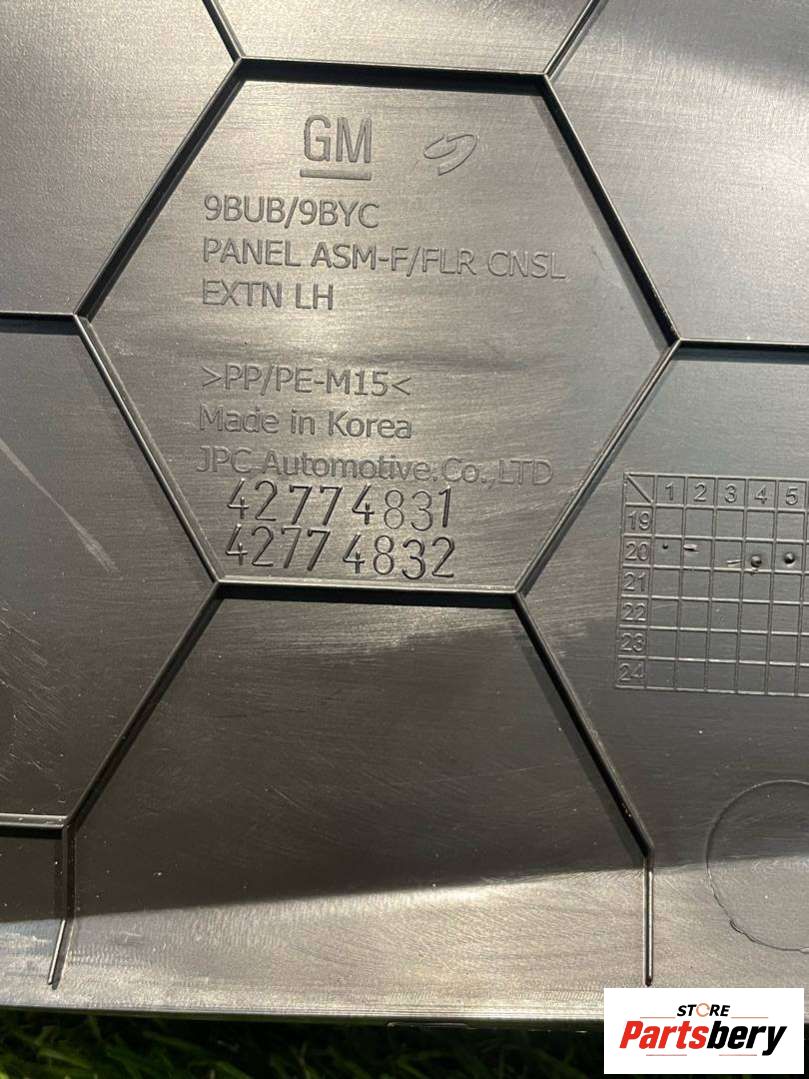 GM
9BUB/9BYC
PANEL ASM-F/FLR CNSL
EXTN LH
>PP/PE-M15<
Made in Korea
JPC Automotive.Co.,LTD
42774831
42774832
1 2 3 4 5
19
20
21
22
23
24
STORE
Partsbery